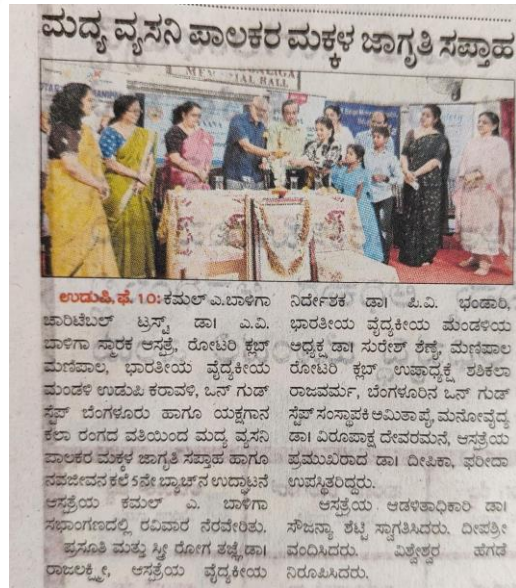 ಮದ್ಯ ವ್ಯಸನಿ ಪಾಲಕರ ಮಕ್ಕಳ ಜಾಗೃತಿ ಸಪ್ತಾಹ
MEMORIAL HALL
ಉಡುಪಿ, ಫೆ. 10: ಕಮಲ್ ಎ.ಬಾಳಿಗಾ
ಚಾರಿಟೆಬಲ್ ಟ್ರಸ್ಟ್, ಡಾ। ಎ.ವಿ.
ಬಾಳಿಗಾ ಸ್ಮಾರಕ ಆಸ್ಪತ್ರೆ, ರೋಟರಿ ಕ್ಲಬ್
ಮಣಿಪಾಲ, ಭಾರತೀಯ ವೈದ್ಯಕೀಯ
ಮಂಡಳಿ ಉಡುಪಿ ಕರಾವಳಿ, ಒನ್ ಗುಡ್
ಸ್ಟೆಪ್ ಬೆಂಗಳೂರು ಹಾಗೂ ಯಕ್ಷಗಾನ
ಕಲಾ ರಂಗದ ವತಿಯಿಂದ ಮದ್ಯ ವ್ಯಸನಿ
ಪಾಲಕರ ಮಕ್ಕಳ ಜಾಗೃತಿ ಸಪ್ತಾಹ ಹಾಗೂ
ನವಜೀವನ ಕಲೆ 5ನೇ ಬ್ಯಾಚ್‌ನ ಉದ್ಘಾಟನೆ
ಆಸ್ಪತ್ರೆಯ ಕಮಲ್ ಎ. ಬಾಳಿಗಾ
ಸಭಾಂಗಣದಲ್ಲಿ ರವಿವಾರ ನೆರವೇರಿತು.
ಪ್ರಸೂತಿ ಮತ್ತು ಸ್ತ್ರೀ ರೋಗ ತಜ್ಞೆ ಡಾ।
ರಾಜಲಕ್ಷ್ಮೀ, ಆಸ್ಪತ್ರೆಯ ವೈದ್ಯಕೀಯ
ನಿರ್ದೇಶಕ ಡಾ। ಪಿ.ವಿ. ಭಂಡಾರಿ,
ಭಾರತೀಯ ವೈದ್ಯಕೀಯ ಮಂಡಳಿಯ
ಅಧ್ಯಕ್ಷ ಡಾ। ಸುರೇಶ್ ಶೆಣೈ, ಮಣಿಪಾಲ
ರೋಟರಿ ಕ್ಲಬ್ ಉಪಾಧ್ಯಕ್ಷೆ ಶಶಿಕಲಾ
ರಾಜವರ್ಮ, ಬೆಂಗಳೂರಿನ ಒನ್ ಗುಡ್
ಸ್ಟೆಪ್ ಸಂಸ್ಥಾಪಕಿ ಅಮಿತಾ ಪೈ, ಮನೋವೈದ್ಯ
ಡಾ। ವಿರೂಪಾಕ್ಷ ದೇವರಮನೆ, ಆಸ್ಪತ್ರೆಯ
ಪ್ರಮುಖರಾದ ಡಾ। ದೀಪಿಕಾ, ಫರೀದಾ
ಉಪಸ್ಥಿತರಿದ್ದರು.
ಆಸ್ಪತ್ರೆಯ ಆಡಳಿತಾಧಿಕಾರಿ ಡಾ।
ಸೌಜನ್ಯಾ ಶೆಟ್ಟಿ ಸ್ವಾಗತಿಸಿದರು. ದೀಪಶ್ರೀ
ವಂದಿಸಿದರು. ವಿಶ್ವೇಶ್ವರ ಹೆಗಡೆ
ನಿರೂಪಿಸಿದರು.